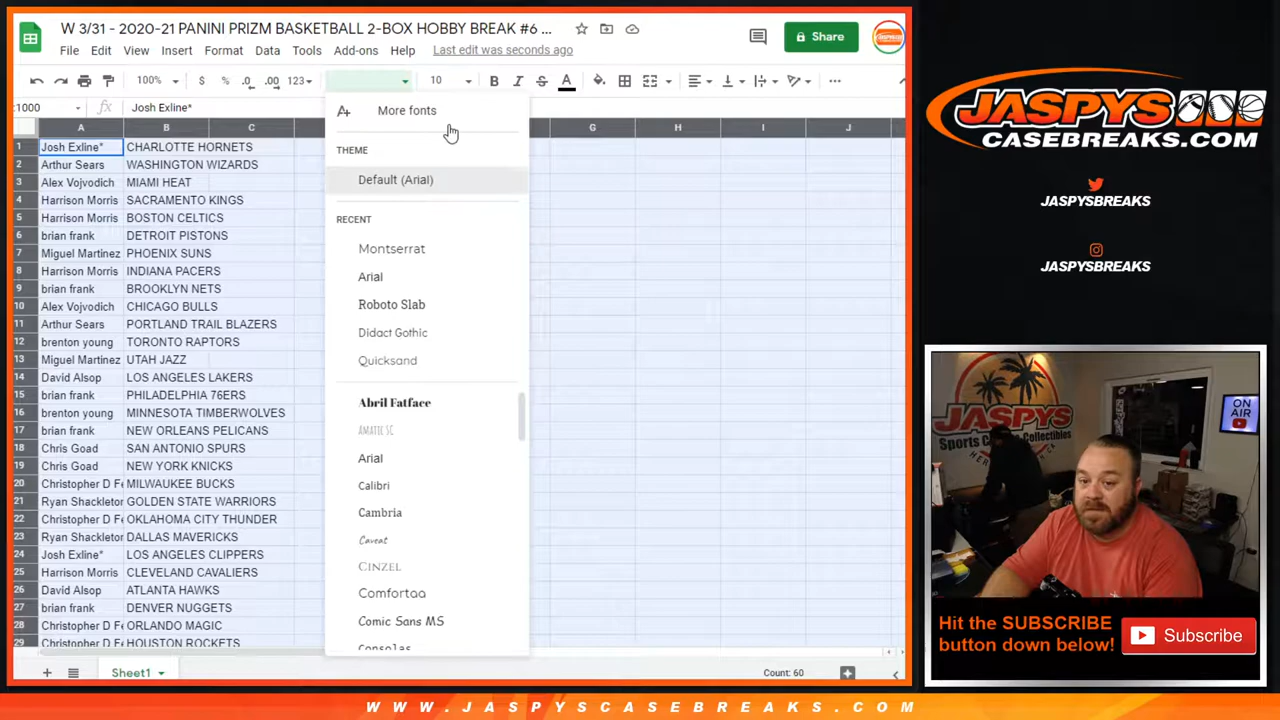 W 3/31 - 2020-21 PANINI PRIZM BASKETBALL 2-BOX HOBBY BREAK #6 ...
File Edit View Insert Format Data Tools Add-ons Help Last edit was seconds ago
Share
100% $ % .0 .00 123 10 B I S A
:1000 fx Josh Exline*
A B C G H I J
1 Josh Exline* CHARLOTTE HORNETS
2 Arthur Sears WASHINGTON WIZARDS
3 Alex Vojvodich MIAMI HEAT
4 Harrison Morris SACRAMENTO KINGS
5 Harrison Morris BOSTON CELTICS
6 brian frank DETROIT PISTONS
7 Miguel Martinez PHOENIX SUNS
8 Harrison Morris INDIANA PACERS
9 brian frank BROOKLYN NETS
10 Alex Vojvodich CHICAGO BULLS
11 Arthur Sears PORTLAND TRAIL BLAZERS
12 brenton young TORONTO RAPTORS
13 Miguel Martinez UTAH JAZZ
14 David Alsop LOS ANGELES LAKERS
15 brian frank PHILADELPHIA 76ERS
16 brenton young MINNESOTA TIMBERWOLVES
17 brian frank NEW ORLEANS PELICANS
18 Chris Goad SAN ANTONIO SPURS
19 Chris Goad NEW YORK KNICKS
20 Christopher D F MILWAUKEE BUCKS
21 Ryan Shackleton GOLDEN STATE WARRIORS
22 Christopher D Fe OKLAHOMA CITY THUNDER
23 Ryan Shackleton DALLAS MAVERICKS
24 Josh Exline* LOS ANGELES CLIPPERS
25 Harrison Morris CLEVELAND CAVALIERS
26 David Alsop ATLANTA HAWKS
27 brian frank DENVER NUGGETS
28 Christopher D Fe ORLANDO MAGIC
29 Christopher D Fe HOUSTON ROCKETS
More fonts
THEME
Default (Arial)
RECENT
Montserrat
Arial
Roboto Slab
Didact Gothic
Quicksand
Abril Fatface
AMATIC SC
Arial
Calibri
Cambria
Caveat
CINZEL
Comfortaa
Comic Sans MS
Consolas
Sheet1
Count: 60
JASPYS
CASEBREAKS.COM
JASPYSBREAKS
JASPYSBREAKS
JASPYS
Sports Cards Collectibles
ON
AIR
Hit the SUBSCRIBE
button down below!
Subscribe
WWW.JASPYSCASEBREAKS.COM